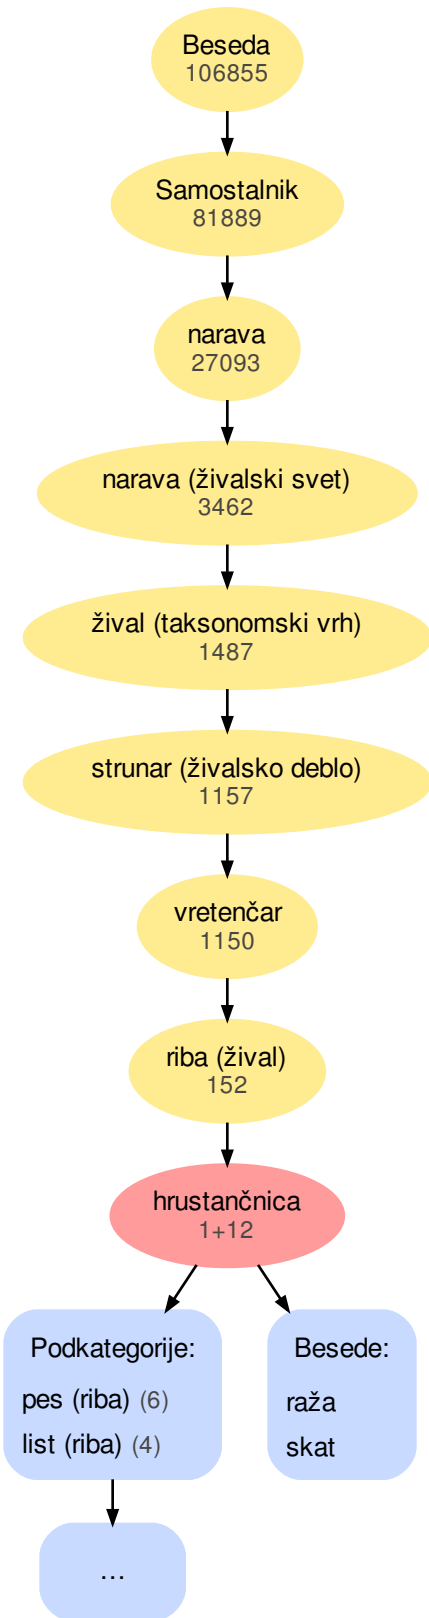 Beseda
106855
Samostalnik
81889
narava
27093
narava (živalski svet)
3462
žival (taksonomski vrh)
1487
strunar (živalsko deblo)
1157
vretenčar
1150
riba (žival)
152
hrustančnica
1+12
Podkategorije:
pes (riba) (6)
list (riba) (4)
Besede:
raža
skat
…